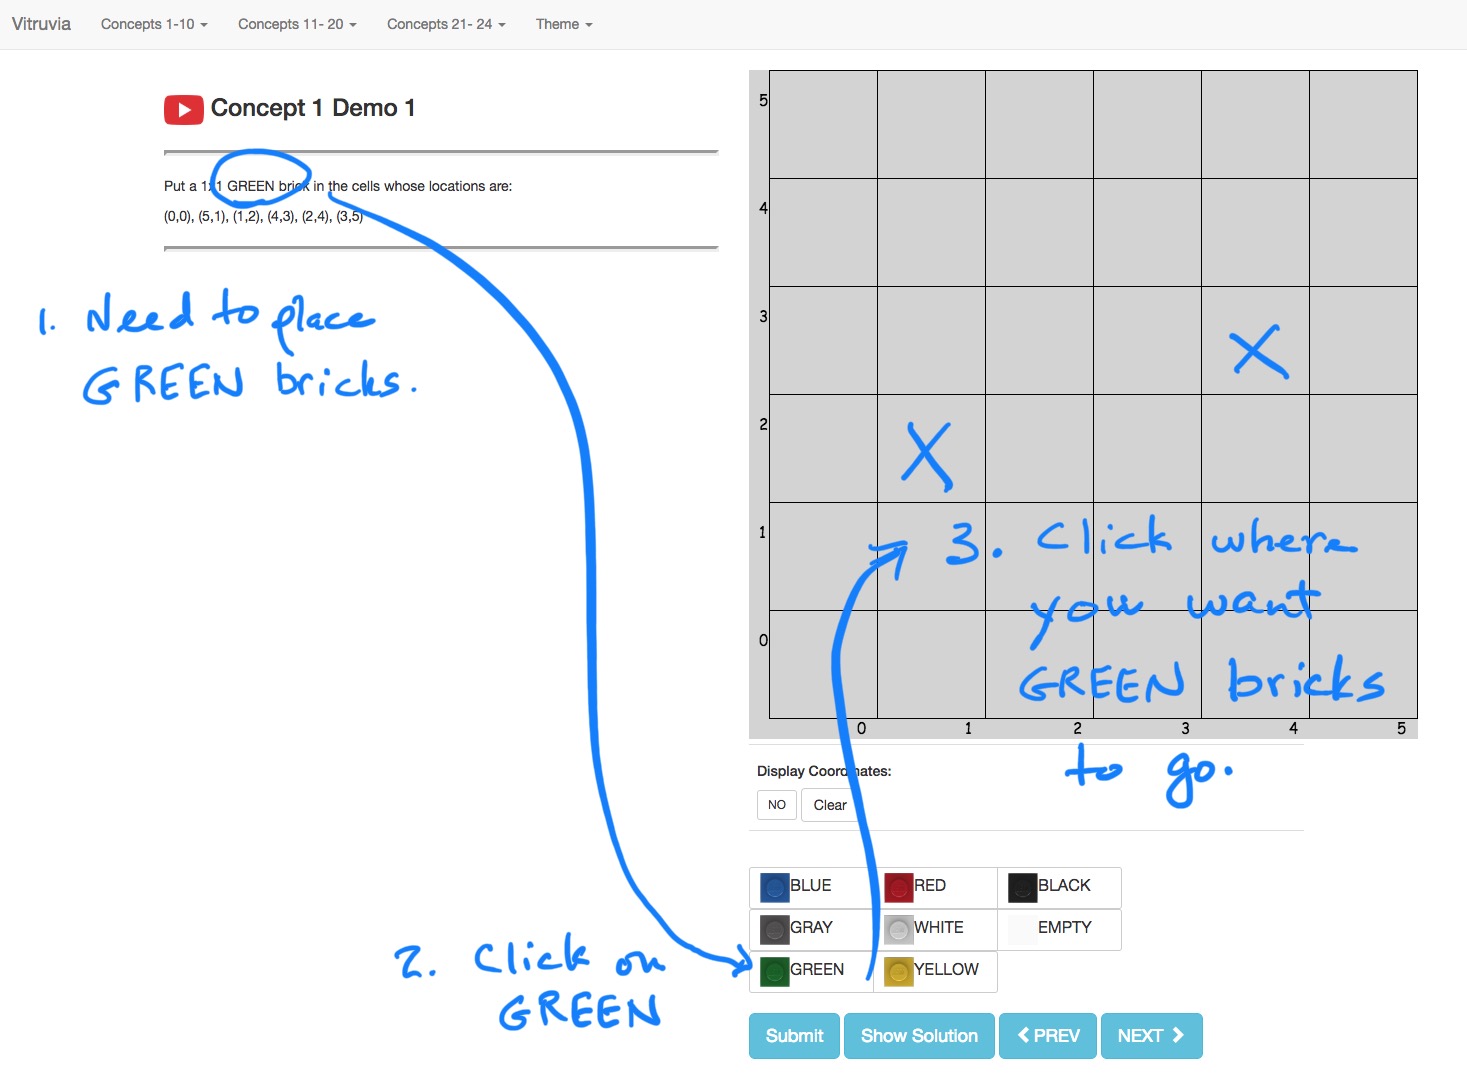 Vitruvia Concepts 1-10 Concepts 11- 20 Concepts 21- 24 Theme
Concept 1 Demo 1
Put a 1x1 GREEN brick in the cells whose locations are:
(0,0), (5,1), (1,2), (4,3), (2,4), (3,5)
1. Need to place
GREEN bricks.
2. Click on
GREEN
5
4
3
X
2
X
1
3. Click where
you want
0
GREEN bricks
0 1 2 3 4 5
to go.
Display Coordinates:
NO Clear
BLUE RED BLACK
GRAY WHITE EMPTY
GREEN YELLOW
Submit Show Solution PREV NEXT